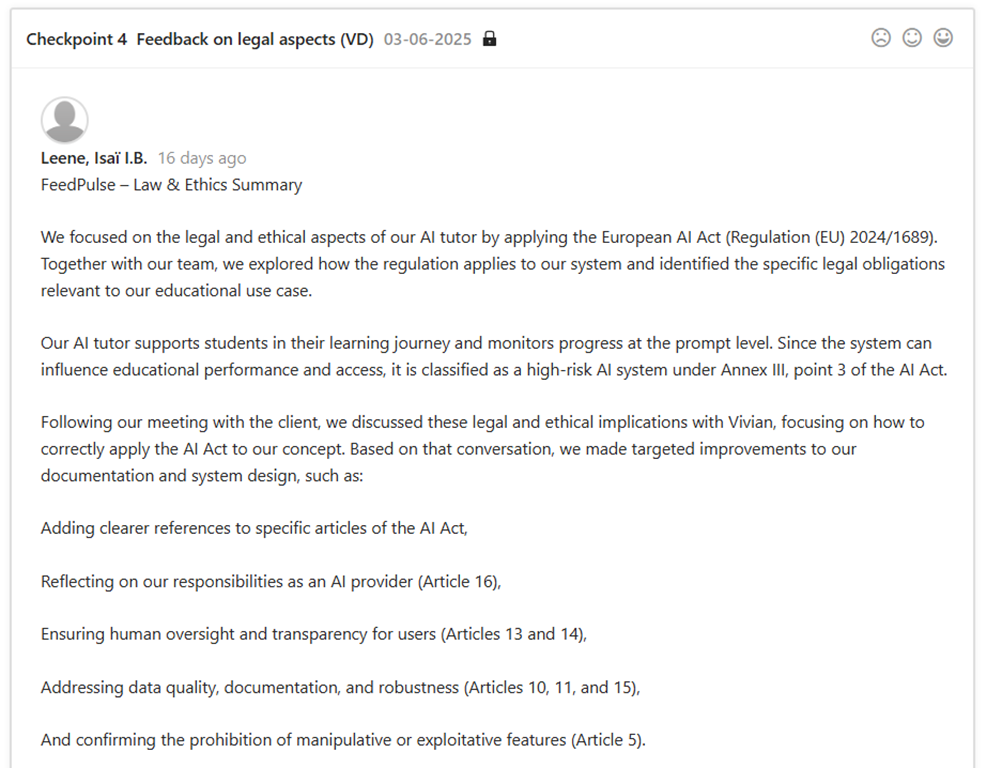 Checkpoint 4 Feedback on legal aspects (VD) 03-06-2025
Leene, Isaï I.B. 16 days ago
FeedPulse – Law & Ethics Summary
We focused on the legal and ethical aspects of our AI tutor by applying the European AI Act (Regulation (EU) 2024/1689).
Together with our team, we explored how the regulation applies to our system and identified the specific legal obligations
relevant to our educational use case.
Our AI tutor supports students in their learning journey and monitors progress at the prompt level. Since the system can
influence educational performance and access, it is classified as a high-risk AI system under Annex III, point 3 of the AI Act.
Following our meeting with the client, we discussed these legal and ethical implications with Vivian, focusing on how to
correctly apply the AI Act to our concept. Based on that conversation, we made targeted improvements to our
documentation and system design, such as:
Adding clearer references to specific articles of the AI Act,
Reflecting on our responsibilities as an AI provider (Article 16),
Ensuring human oversight and transparency for users (Articles 13 and 14),
Addressing data quality, documentation, and robustness (Articles 10, 11, and 15),
And confirming the prohibition of manipulative or exploitative features (Article 5).